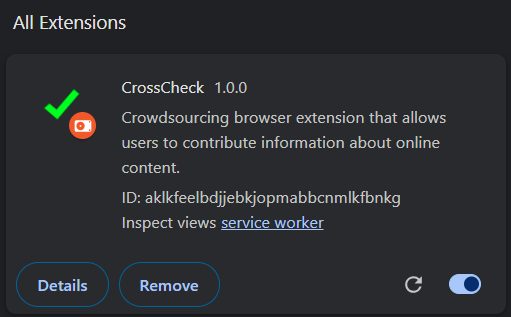 All Extensions
CrossCheck 1.0.0
Crowdsourcing browser extension that allows
users to contribute information about online
content.
ID: aklkfeelbdjjebkjopmabbcnmlkfbnkg
Inspect views service worker
Details
Remove